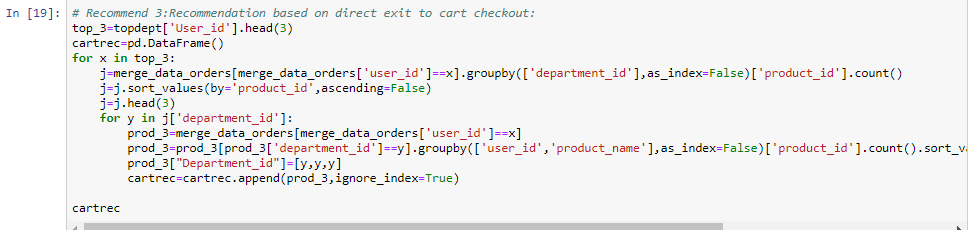 In [19]: # Recommend 3:Recommendation based on direct exit to cart checkout:
top_3=topdept['User_id'].head(3)
cartrec=pd.DataFrame()
for x in top_3:
    j=merge_data_orders[merge_data_orders['user_id']==x].groupby(['department_id'],as_index=False)['product_id'].count()
    j=j.sort_values(by='product_id',ascending=False)
    j=j.head(3)
    for y in j['department_id']:
        prod_3=merge_data_orders[merge_data_orders['user_id']==x]
        prod_3=prod_3[prod_3['department_id']==y].groupby(['user_id','product_name'],as_index=False)['product_id'].count().sort_v
        prod_3["Department_id"]=[y,y,y]
        cartrec=cartrec.append(prod_3,ignore_index=True)

cartrec